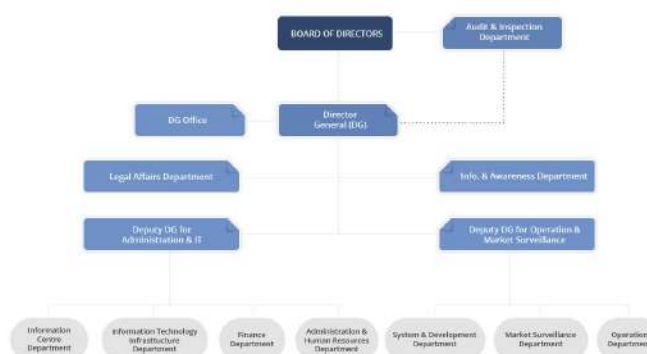 BOARD OF DIRECTORS
Audit & Inspection
Department
DG Office
Director
General (DG)
Legal Affairs Department
Info. & Awareness Department
Deputy DG for
Administration & IT
Deputy DG for Operation &
Market Surveillance
Information
Centre
Department
Information Technology
Infrastructure
Department
Finance
Department
Administration &
Human Resources
Department
System & Development
Department
Market Surveillance
Department
Operation
Departmen